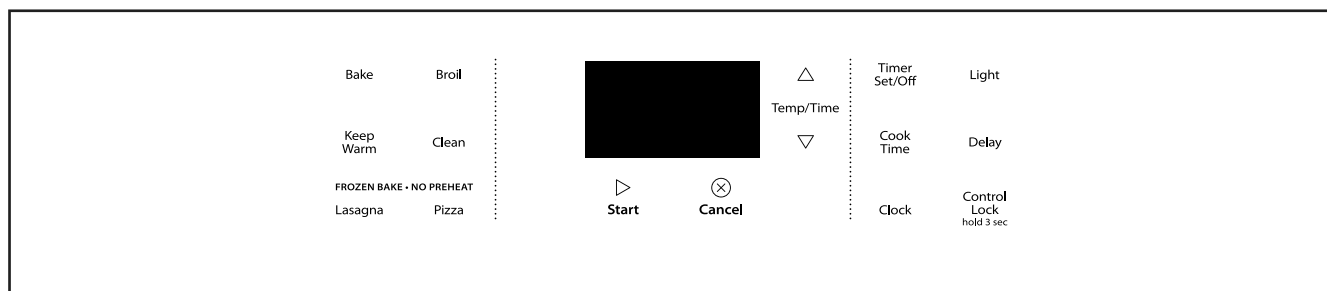 Bake
Broil
Keep
Warm
Clean
FROZEN BAKE • NO PREHEAT
Lasagna
Pizza
Temp/Time
Start
Cancel
Timer
Set/Off
Light
Cook
Time
Delay
Clock
Control
Lock
hold 3 sec